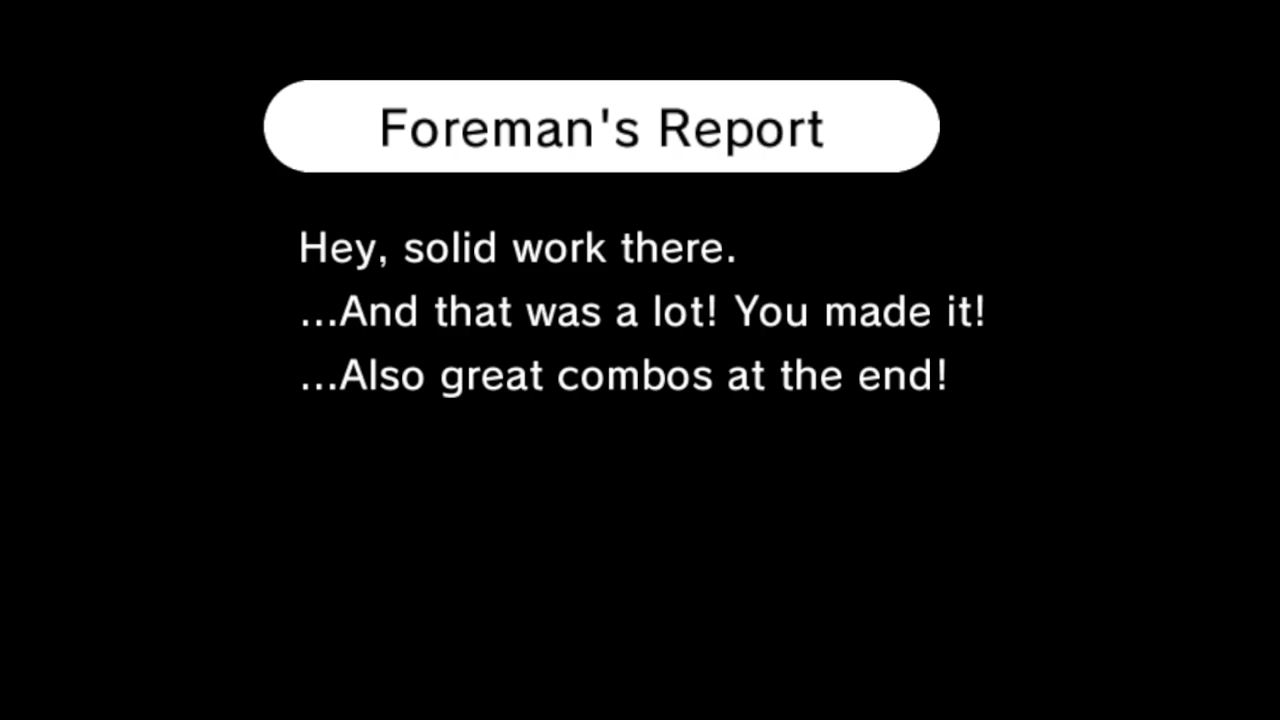 Foreman's Report
Hey, solid work there.
...And that was a lot! You made it!
...Also great combos at the end!